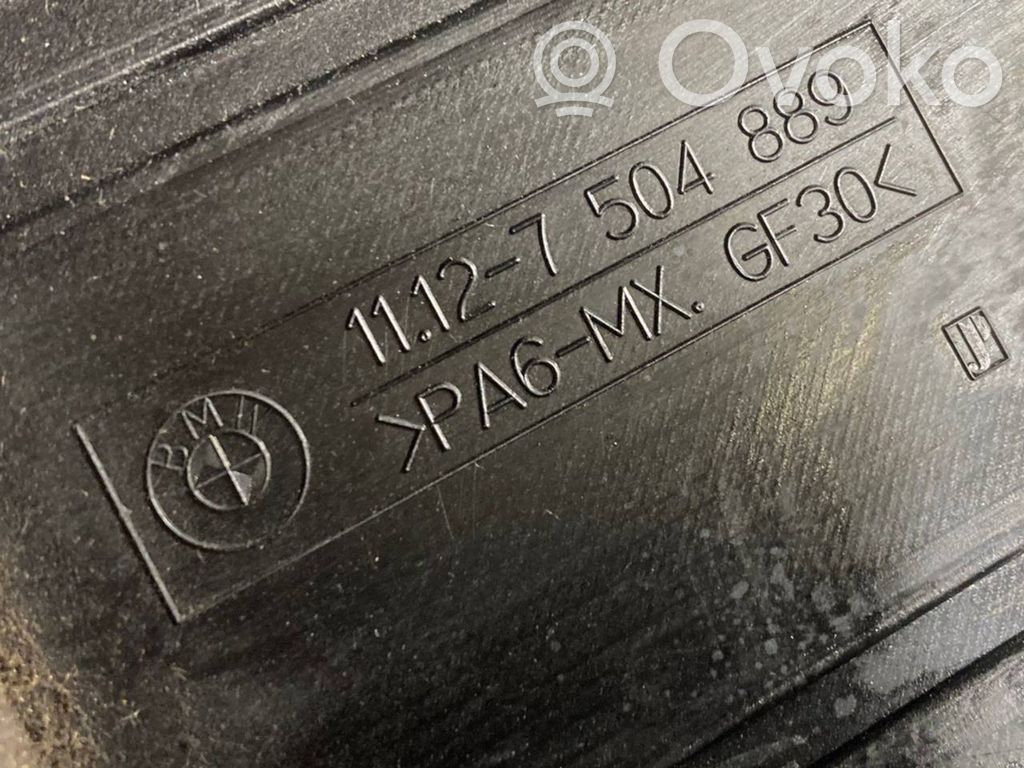 Ovoko
11.12-7 504 889
>PA6-MX. GF30<
BMW